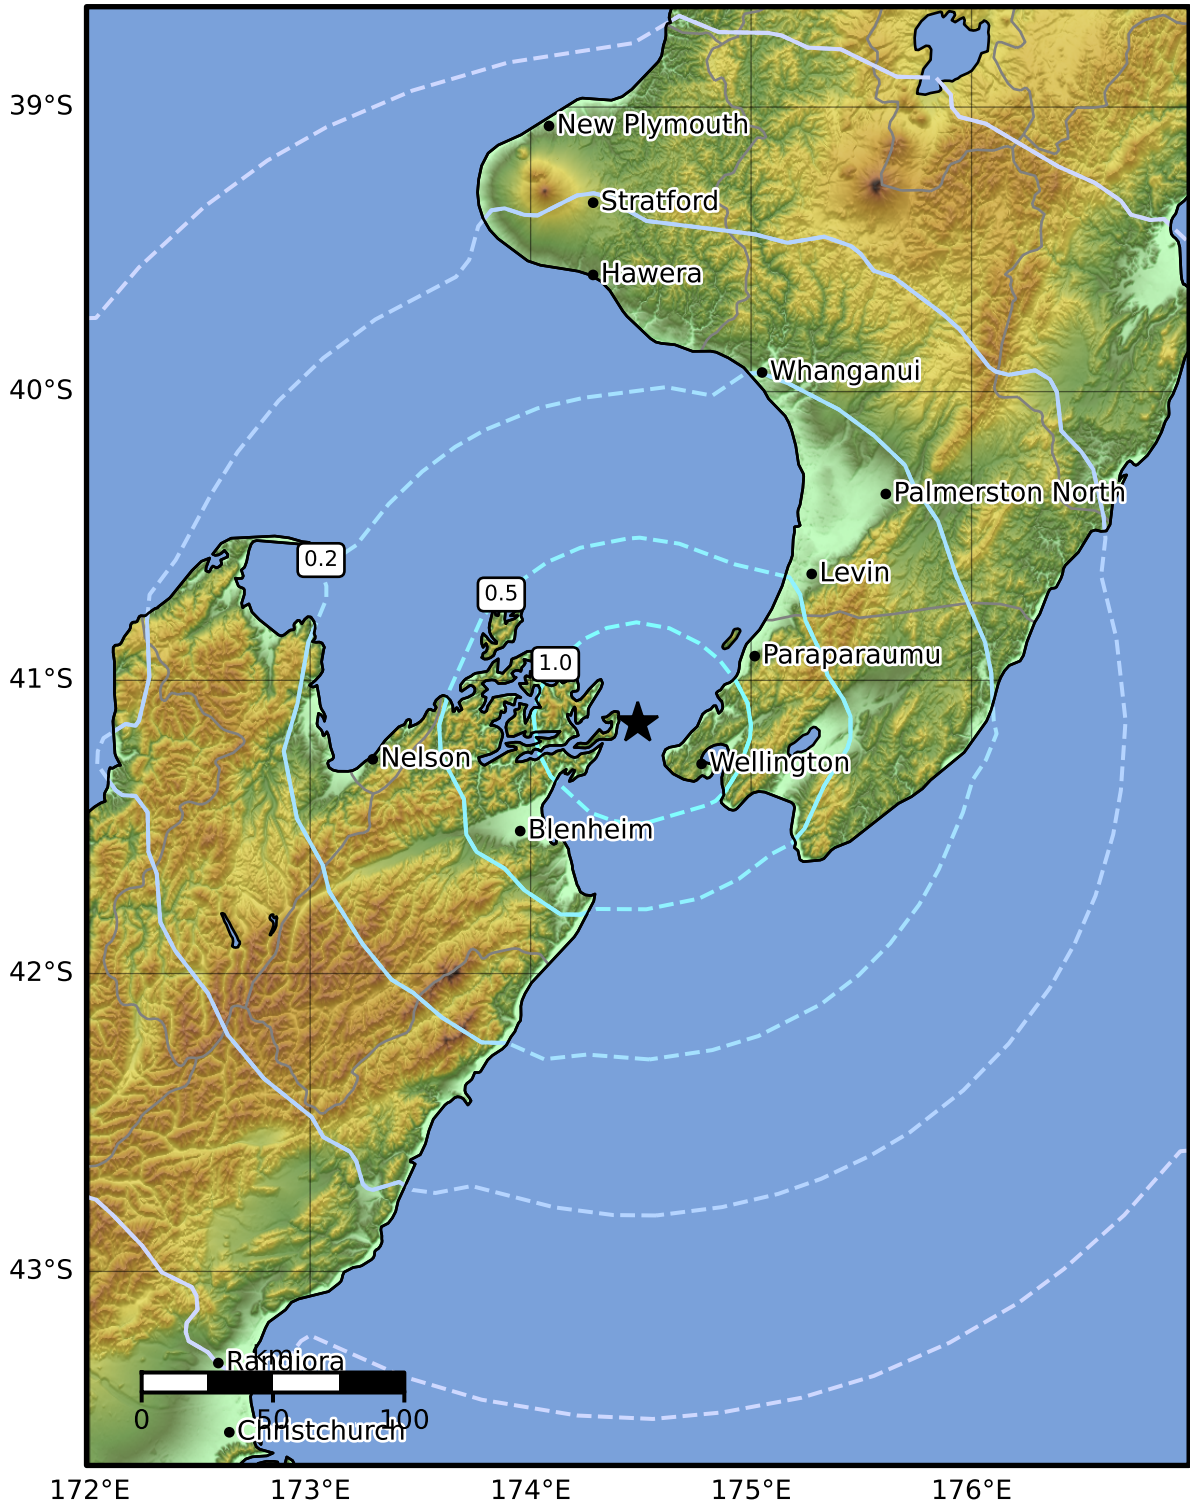 39°S
New Plymouth
Stratford
Hawera
Whanganui
40°S
Palmerston North
0.2
Levin
0.5
Paraparaumu
1.0
41°S
Nelson
Wellington
Blenheim
42°S
43°S
km
Rangiora
0 50 100
Christchurch
172°E 173°E 174°E 175°E 176°E